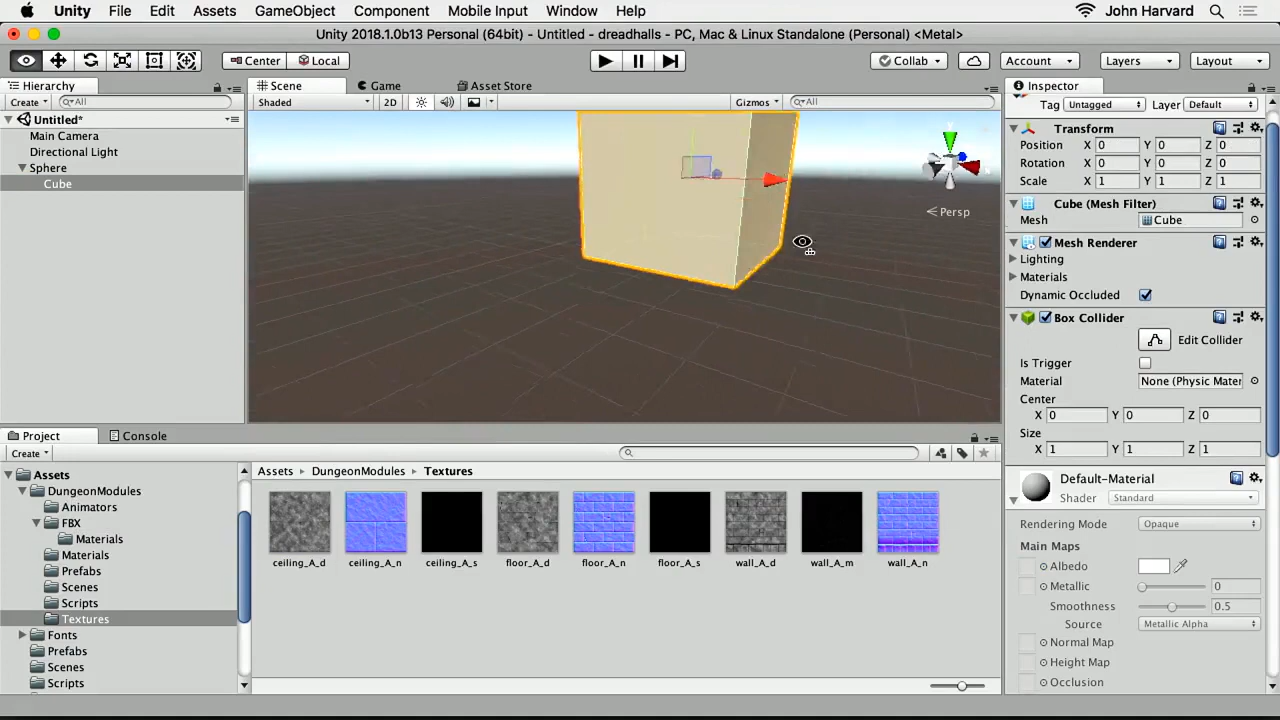 Unity File Edit Assets GameObject Component Mobile Input Window Help John Harvard
Unity 2018.1.0b13 Personal (64bit) - Untitled - dreadhalls - PC, Mac & Linux Standalone (Personal) <Metal>
Center Local Collab Account Layers Layout
Hierarchy Scene Game Asset Store Inspector
Create All Shaded 2D Gizmos All Tag Untagged Layer Default
Untitled*
Main Camera
Directional Light
Sphere
Cube
Persp
Transform
Position X 0 Y 0 Z 0
Rotation X 0 Y 0 Z 0
Scale X 1 Y 1 Z 1
Cube (Mesh Filter)
Mesh Cube
Mesh Renderer
Lighting
Materials
Dynamic Occluded
Box Collider
Edit Collider
Is Trigger
Material None (Physic Mater
Center
X 0 Y 0 Z 0
Size
X 1 Y 1 Z 1
Default-Material
Shader Standard
Rendering Mode Opaque
Main Maps
Albedo
Metallic 0
Smoothness 0.5
Source Metallic Alpha
Normal Map
Height Map
Occlusion
Project Console
Create
Assets
DungeonModules
Animators
FBX
Materials
Materials
Prefabs
Scenes
Scripts
Textures
Fonts
Prefabs
Scenes
Scripts
Assets DungeonModules Textures
ceiling_A_d ceiling_A_n ceiling_A_s floor_A_d floor_A_n floor_A_s wall_A_d wall_A_m wall_A_n